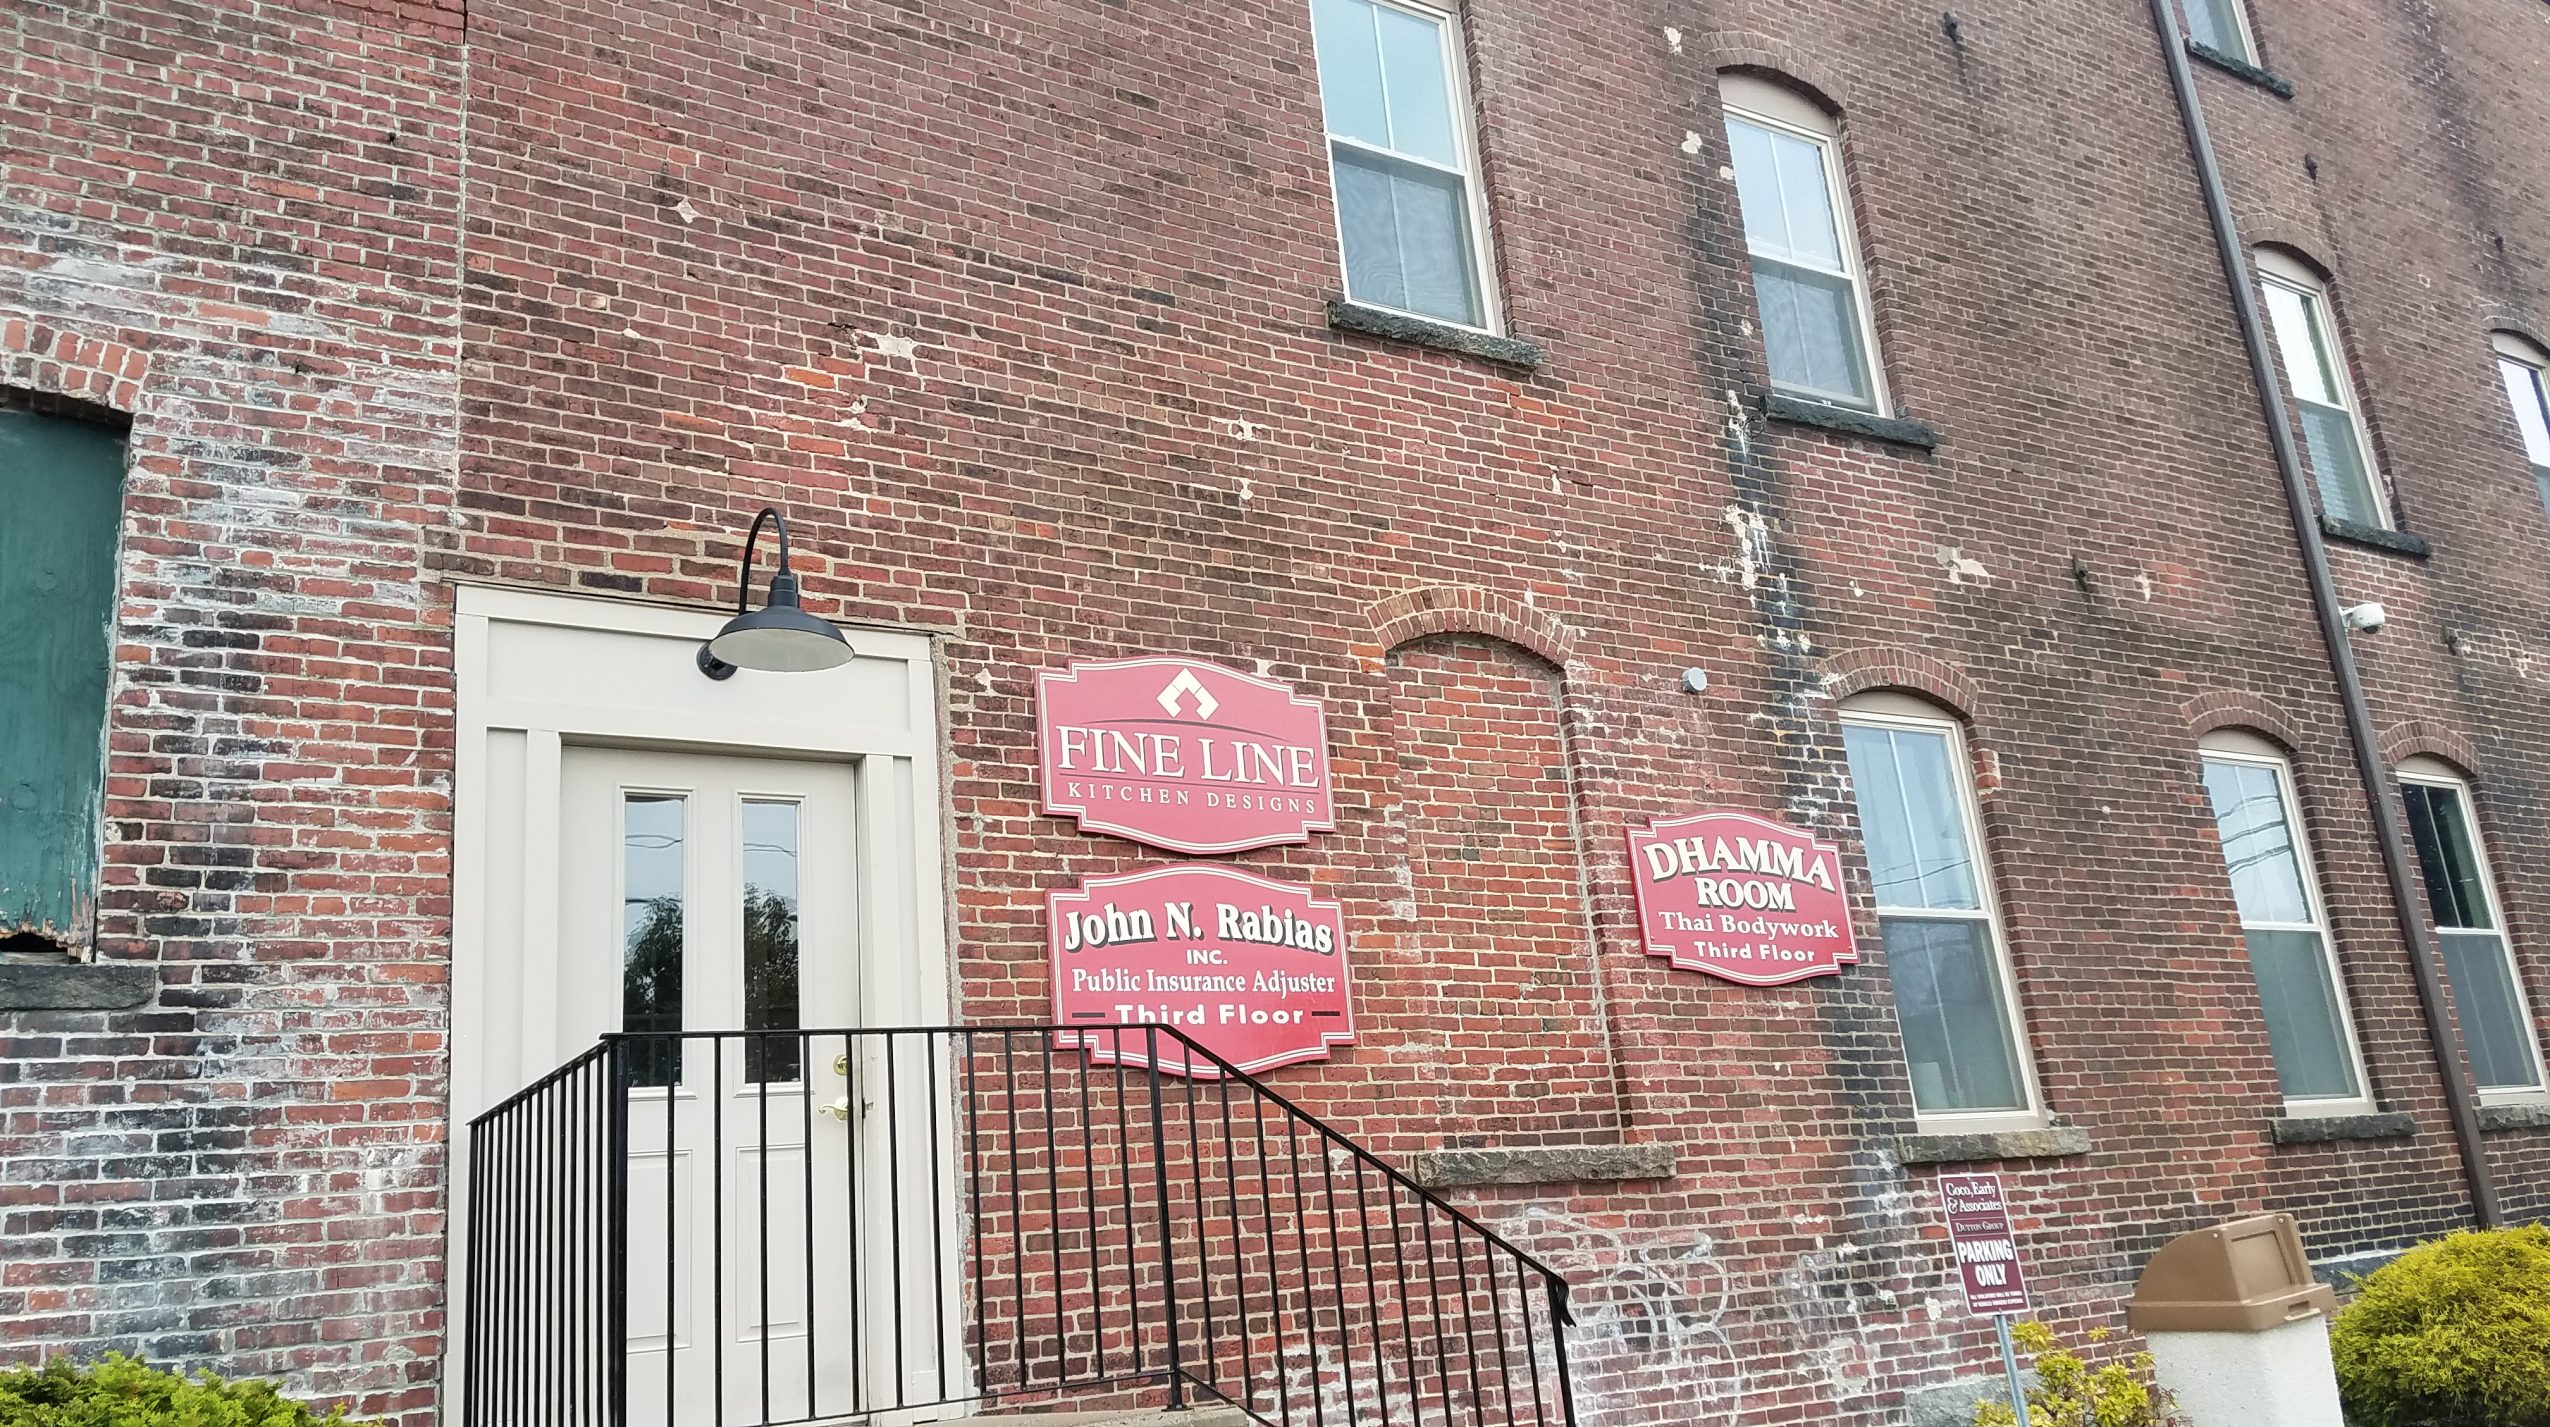 FINE LINE
KITCHEN DESIGNS
John N. Rabias
INC.
Public Insurance Adjuster
Third Floor
DHAMMA
ROOM
Thai Bodywork
Third Floor
Coco, Early
& Associates
DUTTON GROUP
PARKING
ONLY